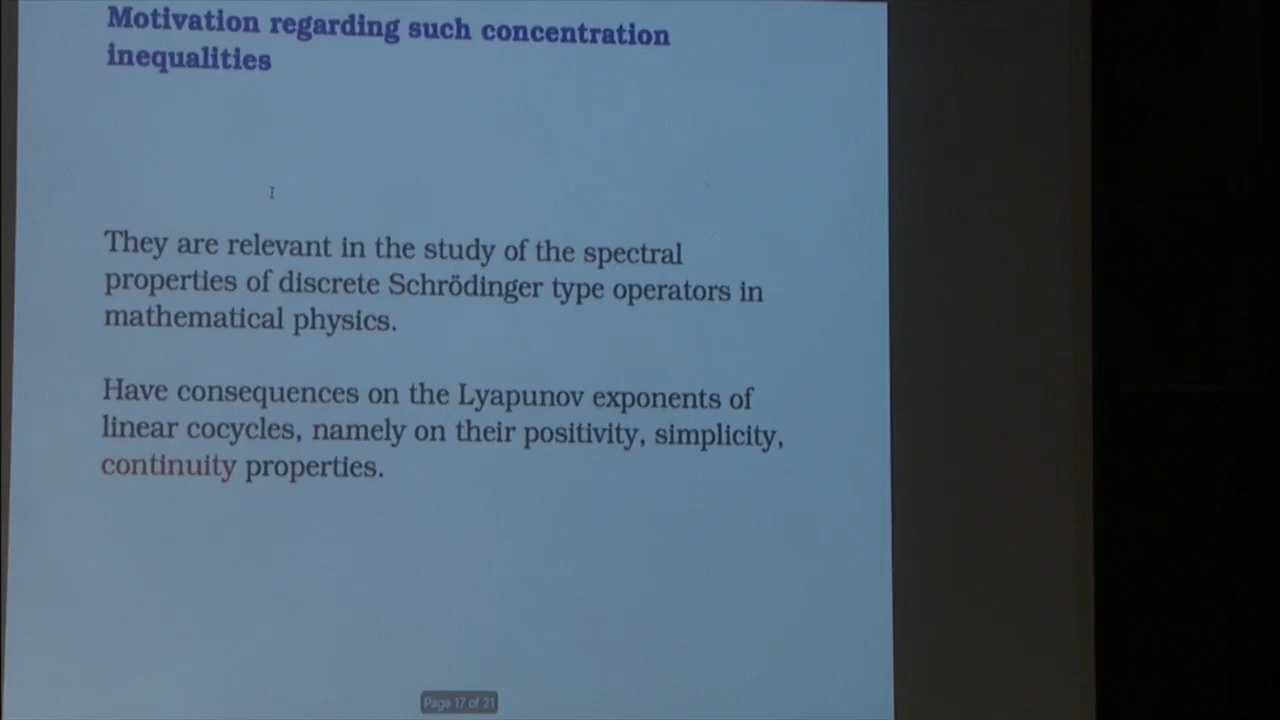 Motivation regarding such concentration
inequalities
They are relevant in the study of the spectral
properties of discrete Schrödinger type operators in
mathematical physics.
Have consequences on the Lyapunov exponents of
linear cocycles, namely on their positivity, simplicity,
continuity properties.
Page 17 of 21